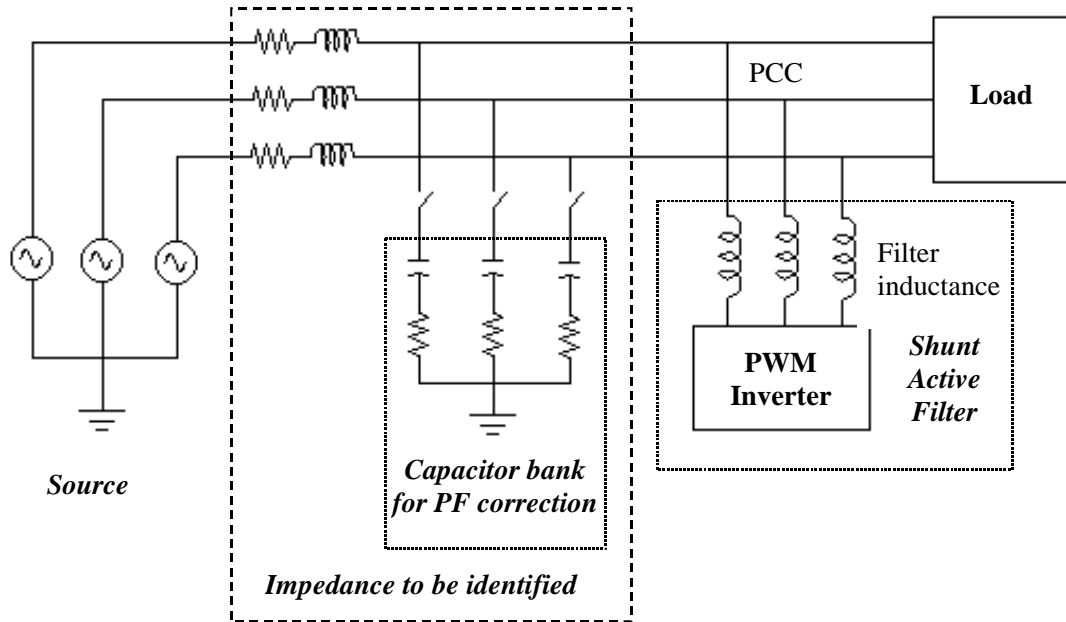 PCC
Load
Filter
inductance
PWM
Inverter
Shunt
Active
Filter
Source
Capacitor bank
for PF correction
Impedance to be identified